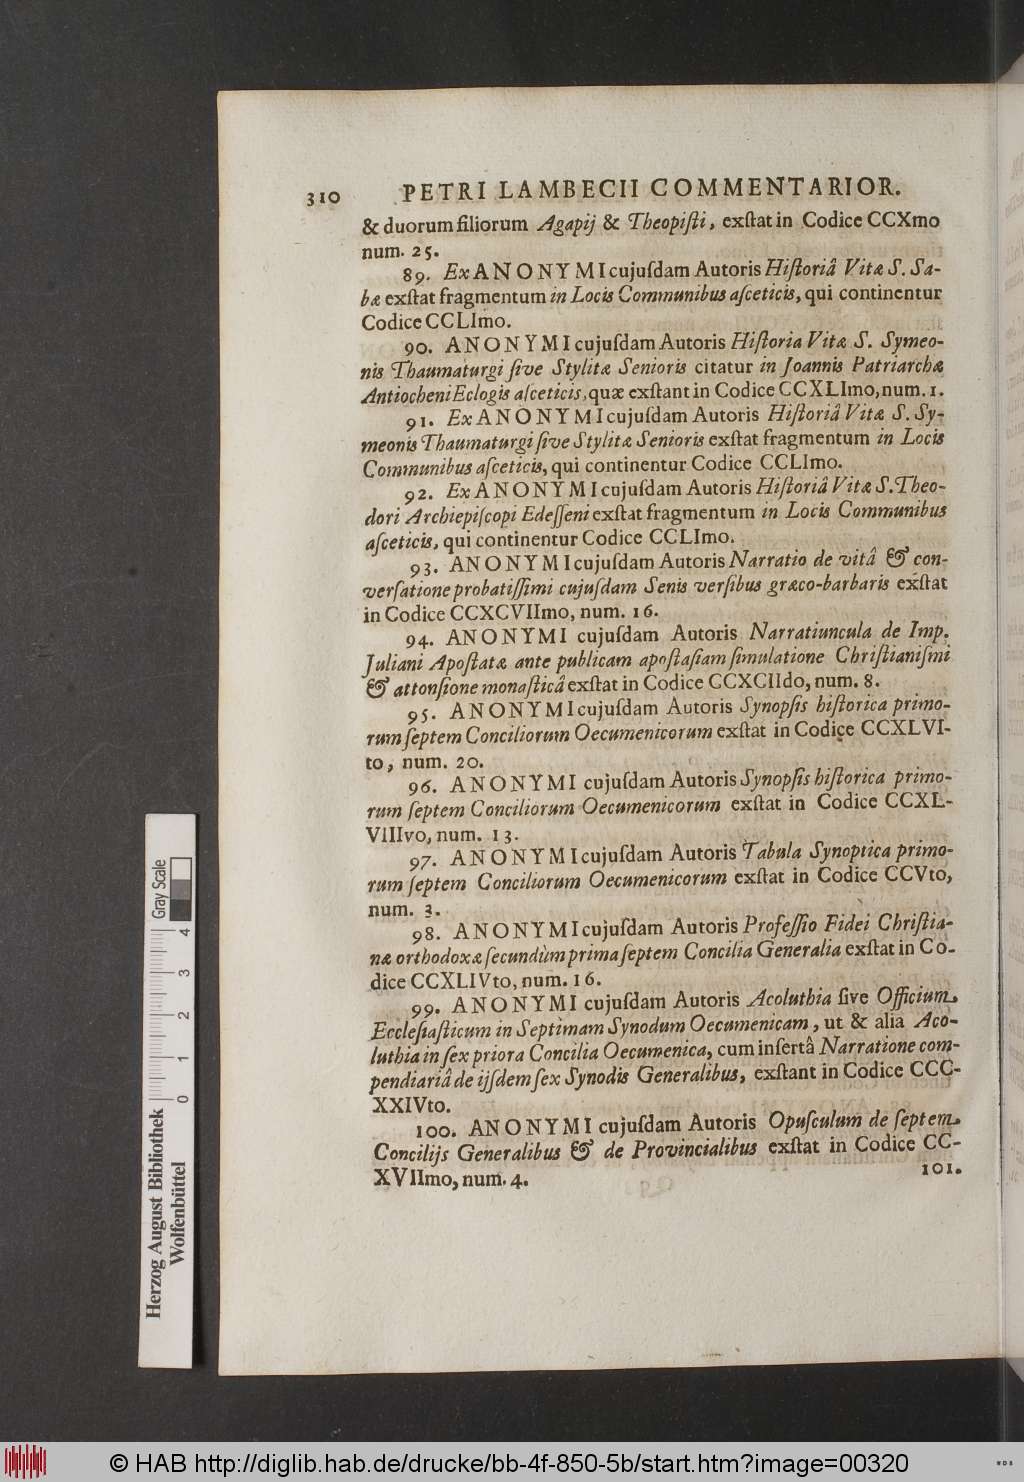 310 PETRI LAMBECII COMMENTARIOR.
& duorum filiorum Agapij & Theopiſti, exſtat in Codice CCXmo
num. 25.
89. Ex ANONYMI cujuſdam Autoris Hiſtoriâ Vitæ S. Sa-
bæ exſtat fragmentum in Locis Communibus aſceticis, qui continentur
Codice CCLImo.
90. ANONYMI cujuſdam Autoris Hiſtoria Vitæ S. Symeo-
nis Thaumaturgi ſive Stylitæ Senioris citatur in Joannis Patriarchæ
Antiocheni Eclogis aſceticis, quæ exſtant in Codice CCXLImo, num. 1.
91. Ex ANONYMI cujuſdam Autoris Hiſtoriâ Vitæ S. Sy-
meonis Thaumaturgi ſive Stylitæ Senioris exſtat fragmentum in Locis
Communibus aſceticis, qui continentur Codice CCLImo.
92. Ex ANONYMI cujuſdam Autoris Hiſtoriâ Vitæ S. Theo-
dori Archiepiſcopi Edeſſeni exſtat fragmentum in Locis Communibus
aſceticis, qui continentur Codice CCLImo.
93. ANONYMI cujuſdam Autoris Narratio de vitâ & con-
verſatione probatiſſimi cujuſdam Senis verſibus græco-barbaris exſtat
in Codice CCXCVIImo, num. 16.
94. ANONYMI cujuſdam Autoris Narratiuncula de Imp.
Juliani Apoſtatæ ante publicam apoſtaſiam ſimulatione Chriſtianiſmi
& attonſione monaſticâ exſtat in Codice CCXCIIdo, num. 8.
95. ANONYMI cujuſdam Autoris Synopſis hiſtorica primo-
rum ſeptem Conciliorum Oecumenicorum exſtat in Codice CCXLVI-
to, num. 20.
96. ANONYMI cujuſdam Autoris Synopſis hiſtorica primo-
rum ſeptem Conciliorum Oecumenicorum exſtat in Codice CCXL-
VIIIvo, num. 13.
97. ANONYMI cujuſdam Autoris Tabula Synoptica primo-
rum ſeptem Conciliorum Oecumenicorum exſtat in Codice CCVto,
num. 3.
98. ANONYMI cujuſdam Autoris Profeſſio Fidei Chriſtia-
næ orthodoxæ ſecundùm prima ſeptem Concilia Generalia exſtat in Co-
dice CCXLIVto, num. 16.
99. ANONYMI cujuſdam Autoris Acoluthia ſive Officium
Eccleſiaſticum in Septimam Synodum Oecumenicam, ut & alia Aco-
luthia in ſex priora Concilia Oecumenica, cum inſertâ Narratione com-
pendiariâ de ijſdem ſex Synodis Generalibus, exſtant in Codice CCC-
XXIVto.
100. ANONYMI cujuſdam Autoris Opuſculum de ſeptem
Concilijs Generalibus & de Provincialibus exſtat in Codice CC-
XVIImo, num. 4.
101.
Herzog August Bibliothek
Wolfenbüttel
0 1 2 3 4
Gray Scale
© HAB http://diglib.hab.de/drucke/bb-4f-850-5b/start.htm?image=00320